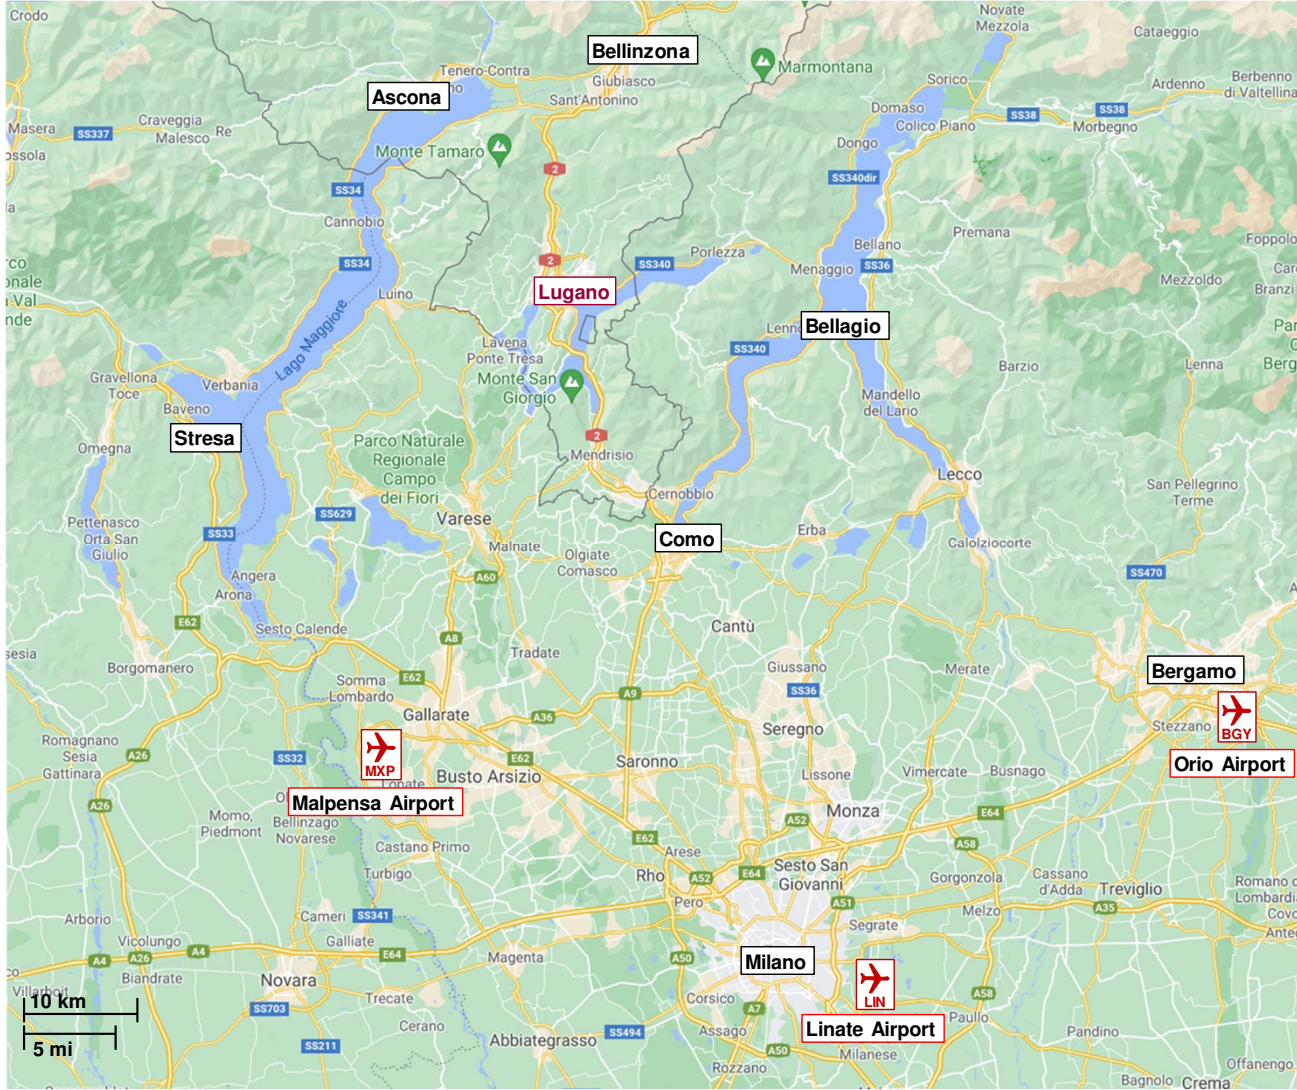 Crodo
Novate
Mezzola
Cataeggio
Bellinzona
Marmontana
Tenero-Contra
Giubiasco
Sorico
Ardenno
Berbenno
di Valtellina
Ascona
Sant'Antonino
Domaso
SS38
SS38
Masera
SS337
Craveggia
Malesco
Re
Colico Piano
Morbegno
Dongo
Monte Tamaro
2
SS340dir
SS34
Cannobio
Premana
Bellano
Foppolo
Porlezza
SS34
2
SS340
Menaggio
SS36
Mezzoldo
Luino
Lugano
Lago Maggiore
Bellagio
Lavena
Ponte Tresa
SS340
Barzio
Lenna
Gravellona
Toce
Verbania
Monte San
Giorgio
Mandello
del Lario
Baveno
Stresa
2
Omegna
Parco Naturale
Regionale
Campo
dei Fiori
Mendrisio
Lecco
San Pellegrino
Terme
Cernobbio
SS629
Varese
Pettenasco
Orta San
Giulio
SS33
Como
Erba
Malnate
Olgiate
Comasco
Calolziocorte
SS470
Angera
A60
Arona
E62
Sesto Calende
A8
Cantù
Tradate
Borgomanero
Giussano
Merate
Bergamo
Somma
Lombardo
E62
A9
SS36
Gallarate
A36
Seregno
Stezzano
BGY
Romagnano
Sesia
A26
SS32
MXP
E62
Saronno
Orio Airport
Gattinara
Busto Arsizio
Lissone
Vimercate
Busnago
Lonate
A26
Malpensa Airport
Monza
Momo,
Piedmont
Bellinzago
Novarese
A52
E64
E62
A58
Castano Primo
Arese
Sesto San
Giovanni
Turbigo
Rho
A52
E64
Gorgonzola
Cassano
d'Adda
Treviglio
Pero
A51
A35
Arborio
Cameri
SS341
Melzo
Segrate
Vicolungo
Galliate
A4
A26
A4
E64
Magenta
A50
Milano
Biandrate
Novara
LIN
Villarboit
10 km
SS703
Trecate
Corsico
A7
A58
Cerano
SS494
Assago
Linate Airport
Paullo
Pandino
5 mi
SS211
Abbiategrasso
A50
Milanese
Rozzano
Offanengo
Bagnolo
Crema